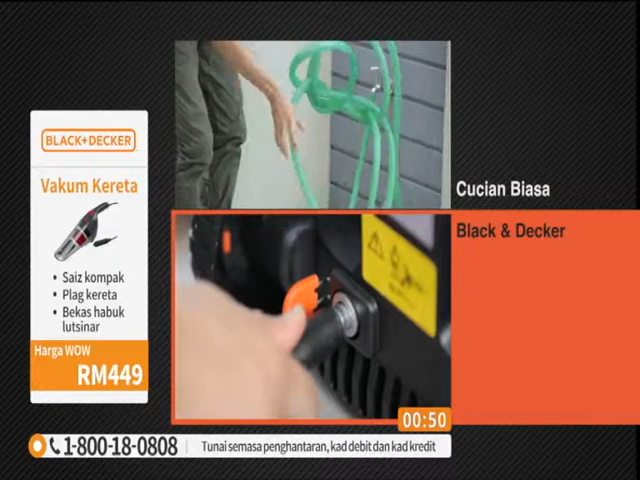 BLACK+DECKER
Vakum Kereta
• Saiz kompak
• Plag kereta
• Bekas habuk
lutsinar
Harga WOW
RM449
Cucian Biasa
Black & Decker
00:50
1-800-18-0808
Tunai semasa penghantaran, kad debit dan kad kredit